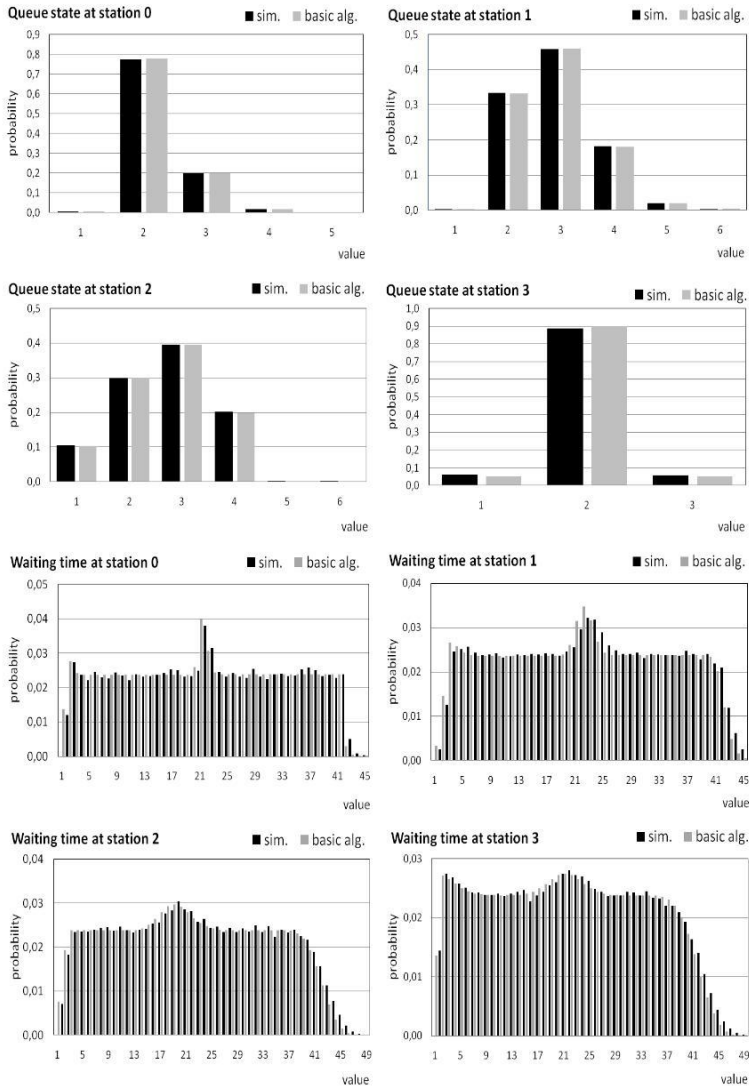 Queue state at station 0
■ sim. ■ basic alg.
probability
0,9
0,8
0,7
0,6
0,5
0,4
0,3
0,2
0,1
0,0
1 2 3 4 5
value
Queue state at station 1
■ sim. ■ basic alg.
probability
0,5
0,4
0,3
0,2
0,1
0,0
1 2 3 4 5 6
value
Queue state at station 2
■ sim. ■ basic alg.
probability
0,5
0,4
0,3
0,2
0,1
0,0
1 2 3 4 5 6
value
Queue state at station 3
■ sim. ■ basic alg.
probability
1,0
0,9
0,8
0,7
0,6
0,5
0,4
0,3
0,2
0,1
0,0
1 2 3
value
Waiting time at station 0
■ sim. ■ basic alg.
probability
0,05
0,04
0,03
0,02
0,01
0,00
1 5 9 13 17 21 25 29 33 37 41 45
value
Waiting time at station 1
■ sim. ■ basic alg.
probability
0,04
0,03
0,02
0,01
0,00
1 5 9 13 17 21 25 29 33 37 41 45
value
Waiting time at station 2
■ sim. ■ basic alg.
probability
0,04
0,03
0,02
0,01
0,00
1 5 9 13 17 21 25 29 33 37 41 45 49
value
Waiting time at station 3
■ sim. ■ basic alg.
probability
0,03
0,02
0,01
0,00
1 5 9 13 17 21 25 29 33 37 41 45 49
value